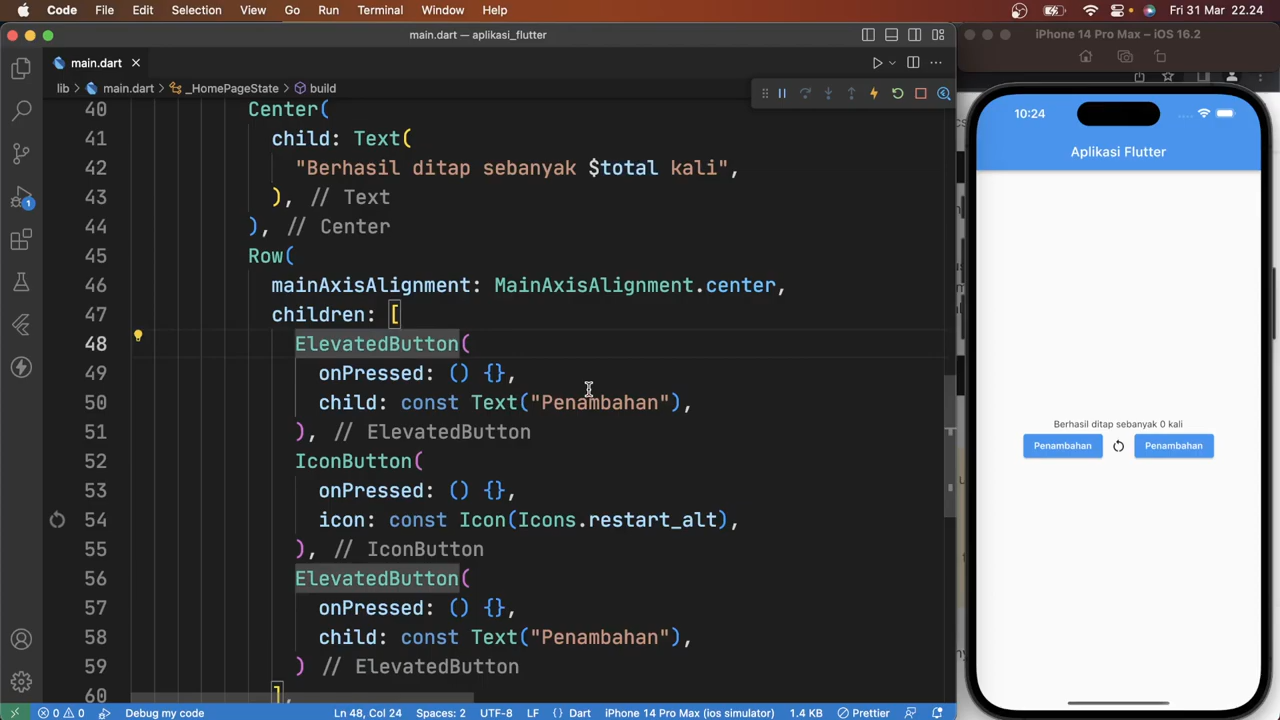 Code File Edit Selection View Go Run Terminal Window Help Fri 31 Mar 22.24
main.dart — aplikasi_flutter
iPhone 14 Pro Max – iOS 16.2
main.dart
lib > main.dart > _HomePageState > build
40 Center(
41 child: Text(
42 "Berhasil ditap sebanyak $total kali",
43 ), // Text
44 ), // Center
45 Row(
46 mainAxisAlignment: MainAxisAlignment.center,
47 children: [
48 ElevatedButton(
49 onPressed: () {},
50 child: const Text("Penambahan"),
51 ), // ElevatedButton
52 IconButton(
53 onPressed: () {},
54 icon: const Icon(Icons.restart_alt),
55 ), // IconButton
56 ElevatedButton(
57 onPressed: () {},
58 child: const Text("Penambahan"),
59 ) // ElevatedButton
60 ],
1
0 0 Debug my code Ln 48, Col 24 Spaces: 2 UTF-8 LF { } Dart iPhone 14 Pro Max (ios simulator) 1.4 KB Prettier
10:24
Aplikasi Flutter
Berhasil ditap sebanyak 0 kali
Penambahan Penambahan